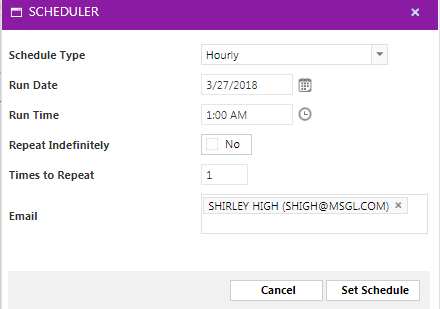 SCHEDULER
Schedule Type Hourly
Run Date 3/27/2018
Run Time 1:00 AM
Repeat Indefinitely No
Times to Repeat 1
Email SHIRLEY HIGH (SHIGH@MSGL.COM)
Cancel Set Schedule